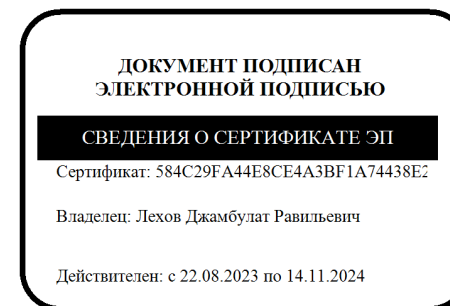 ДОКУМЕНТ ПОДПИСАН
ЭЛЕКТРОННОЙ ПОДПИСЬЮ
СВЕДЕНИЯ О СЕРТИФИКАТЕ ЭП
Сертификат: 584C29FA44E8CE4A3BF1A74438E2
Владелец: Лехов Джамбулат Равильевич
Действителен: с 22.08.2023 по 14.11.2024